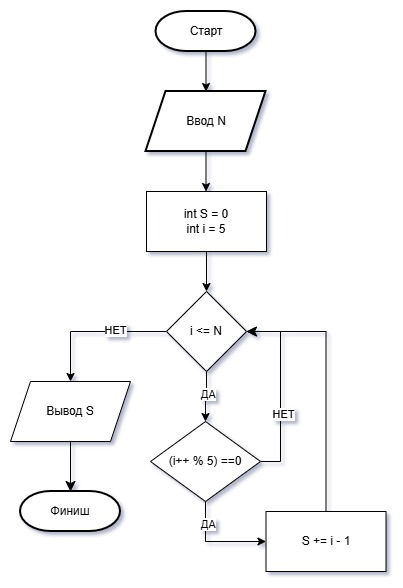 Старт
Ввод N
int S = 0
int i = 5
i <= N
НЕТ
ДА
Вывод S
(i++ % 5) ==0
НЕТ
ДА
Финиш
S += i - 1